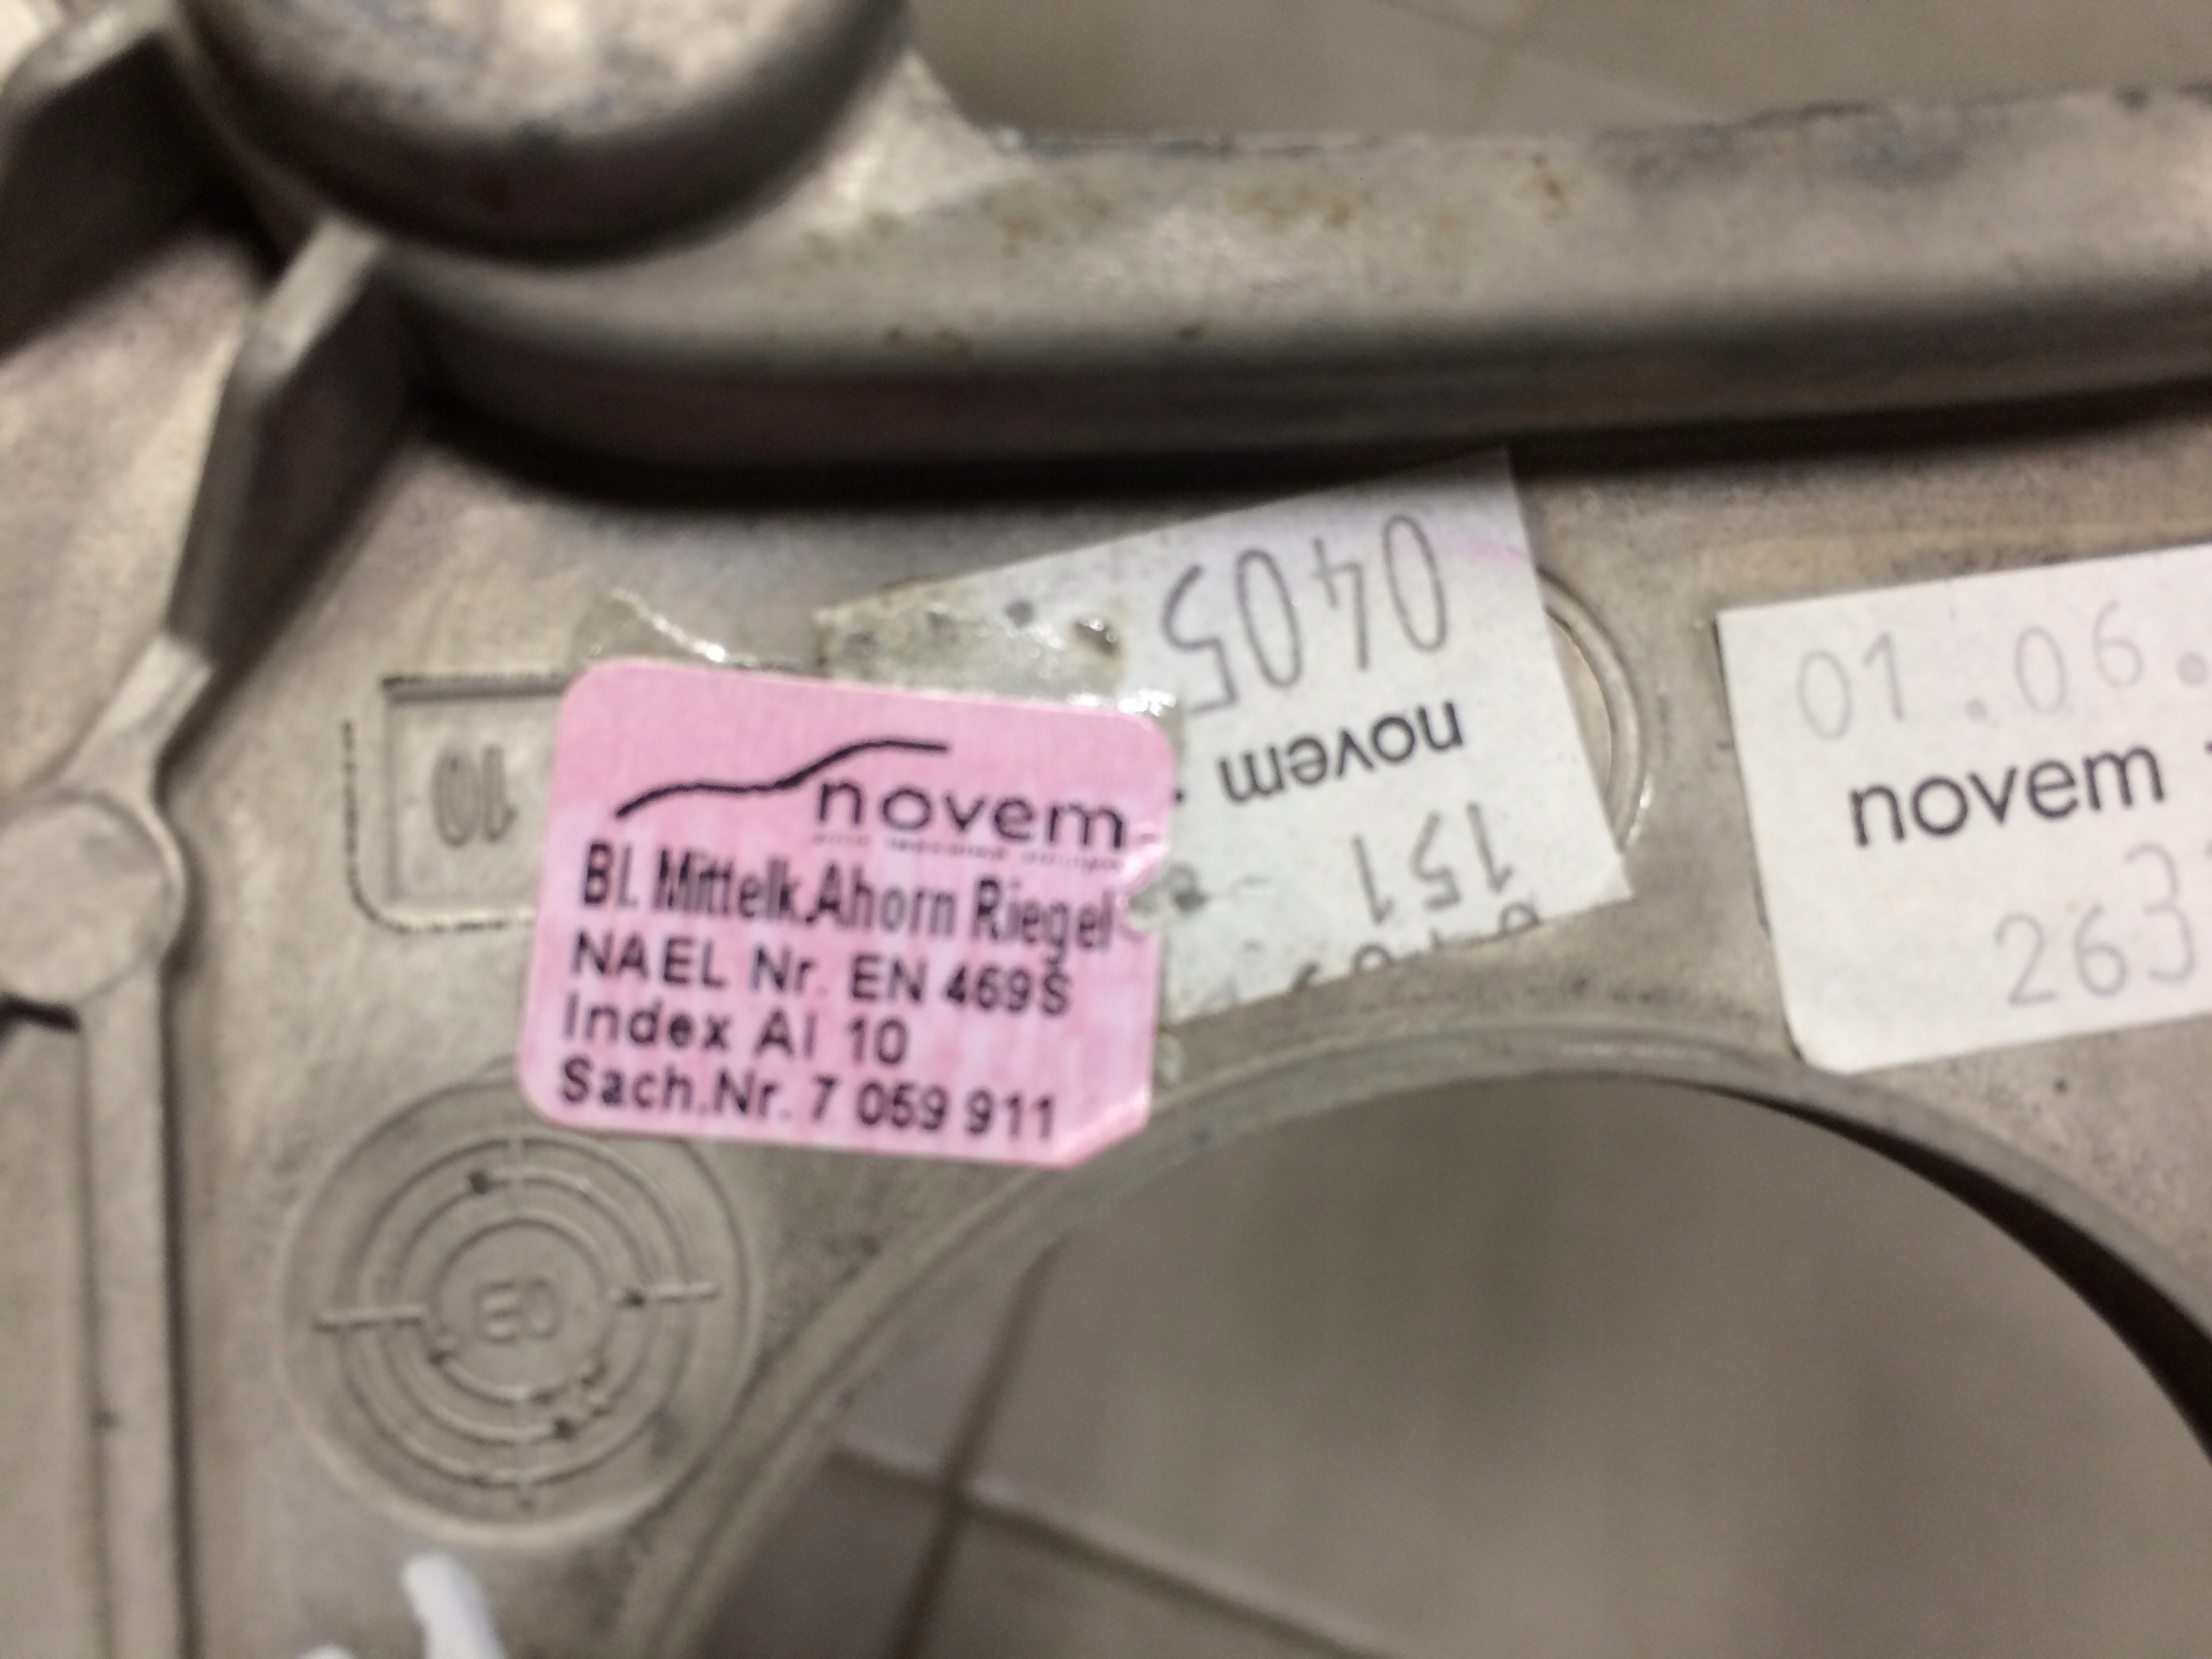 novem
Bl. Mittelk.Ahorn Riegel
NAEL Nr. EN 469S
Index AI 10
Sach.Nr. 7 059 911
0405
novem
151
01.06.
novem
263
10